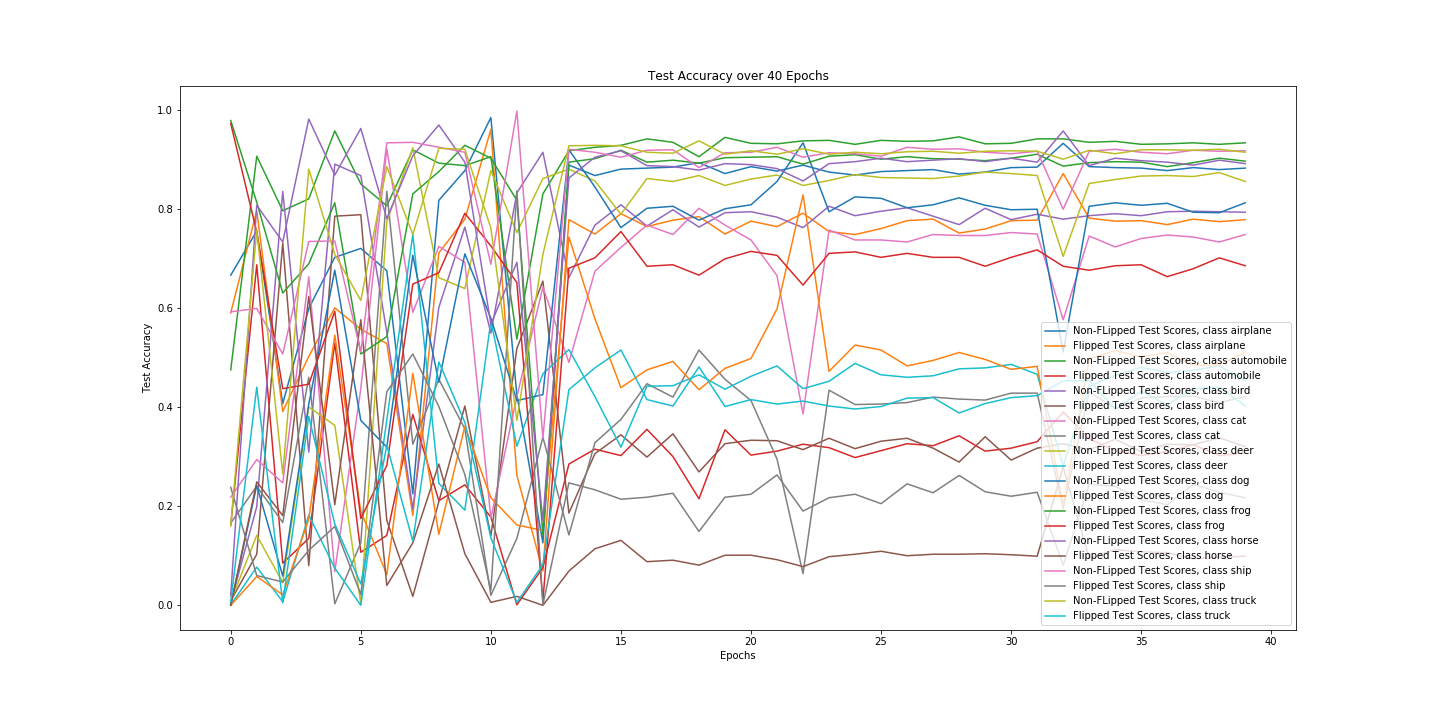 Test Accuracy over 40 Epochs
1.0
0.8
0.6
0.4
0.2
0.0
Test Accuracy
0 5 10 15 20 25 30 35 40
Epochs
Non-FLipped Test Scores, class airplane
Flipped Test Scores, class airplane
Non-FLipped Test Scores, class automobile
Flipped Test Scores, class automobile
Non-FLipped Test Scores, class bird
Flipped Test Scores, class bird
Non-FLipped Test Scores, class cat
Flipped Test Scores, class cat
Non-FLipped Test Scores, class deer
Flipped Test Scores, class deer
Non-FLipped Test Scores, class dog
Flipped Test Scores, class dog
Non-FLipped Test Scores, class frog
Flipped Test Scores, class frog
Non-FLipped Test Scores, class horse
Flipped Test Scores, class horse
Non-FLipped Test Scores, class ship
Flipped Test Scores, class ship
Non-FLipped Test Scores, class truck
Flipped Test Scores, class truck